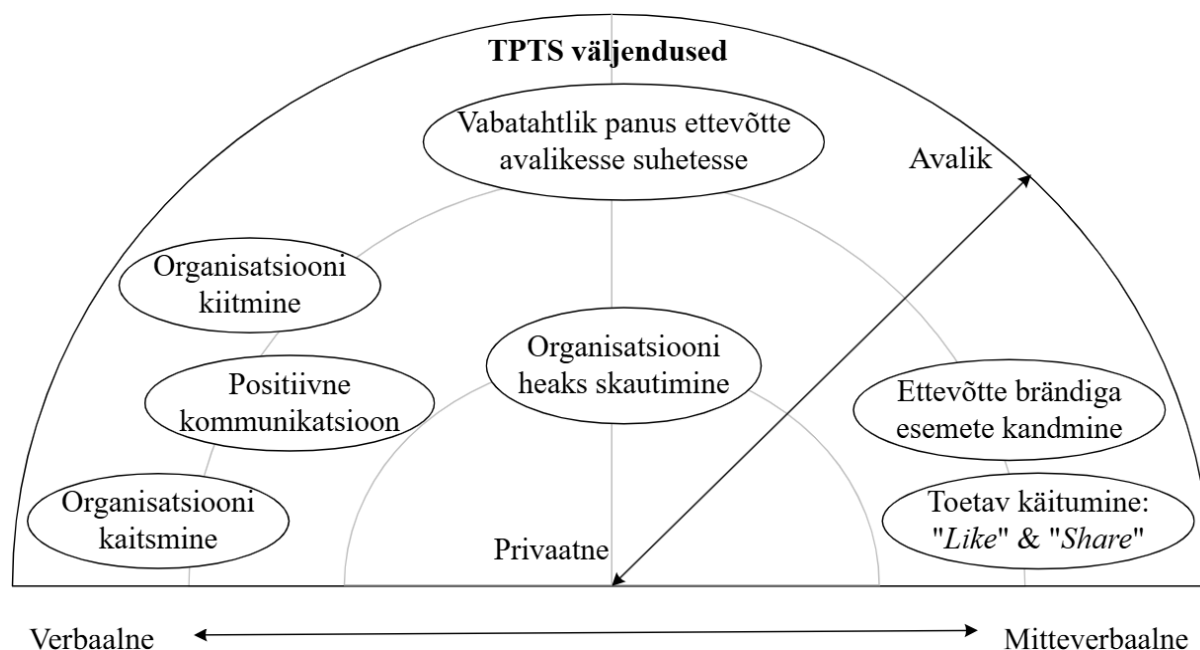 TPTS väljendused
Vabatahtlik panus ettevõtte
avalikesse suhetesse
Avalik
Organisatsiooni
kiitmine
Organisatsiooni
heaks skautimine
Positiivne
kommunikatsioon
Ettevõtte brändiga
esemete kandmine
Organisatsiooni
kaitsmine
Toetav käitumine:
"Like" & "Share"
Privaatne
Verbaalne
Mitteverbaalne